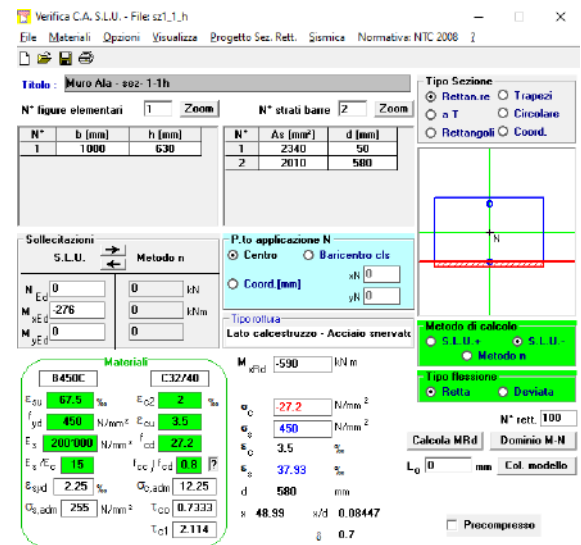 Verifica C.A. S.L.U. - File: sz1_1_h
File Materiali Opzioni Visualizza Progetto Sez. Rett. Sismica Normativa: NTC 2008 ?
Titolo : Muro Ala - sez- 1-1h
N° figure elementari 1 Zoom N° strati barre 2 Zoom
N° b [mm] h [mm]
1 1000 630
N° As [mm²] d [mm]
1 2340 50
2 2010 580
Tipo Sezione
Rettan.re Trapezi
a T Circolare
Rettangoli Coord.
N
Sollecitazioni
S.L.U. Metodo n
N Ed 0 0 kN
M xEd -276 0 kNm
M yEd 0 0
P.to applicazione N
Centro Baricentro cls
Coord.[mm] xN 0
yN 0
Tipo rottura
Lato calcestruzzo - Acciaio snervato
Metodo di calcolo
S.L.U.+ S.L.U.-
Metodo n
Tipo flessione
Retta Deviata
Materiali
B450C C32/40
εsu 67.5 ‰ εc2 2 ‰
fyd 450 N/mm² εcu 3.5
Es 200'000 N/mm² fcd 27.2
Es/Ec 15 fcc/fcd 0.8 ?
εsyd 2.25 ‰ σc,adm 12.25
σs,adm 255 N/mm² τco 0.7333
τc1 2.114
M xRd -590 kN m
σc -27.2 N/mm²
σs 450 N/mm²
εc 3.5 ‰
εs 37.93 ‰
d 580 mm
x 48.99 x/d 0.08447
δ 0.7
N° rett. 100
Calcola MRd Dominio M-N
L0 0 mm Col. modello
Precompresso